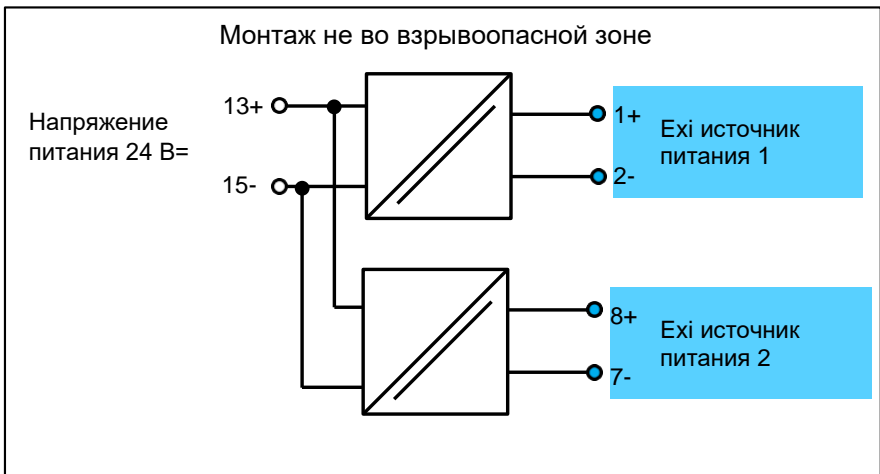 Монтаж не во взрывоопасной зоне
13+
1+
Напряжение
питания 24 В=
Exi источник
питания 1
15-
2-
8+
Exi источник
питания 2
7-